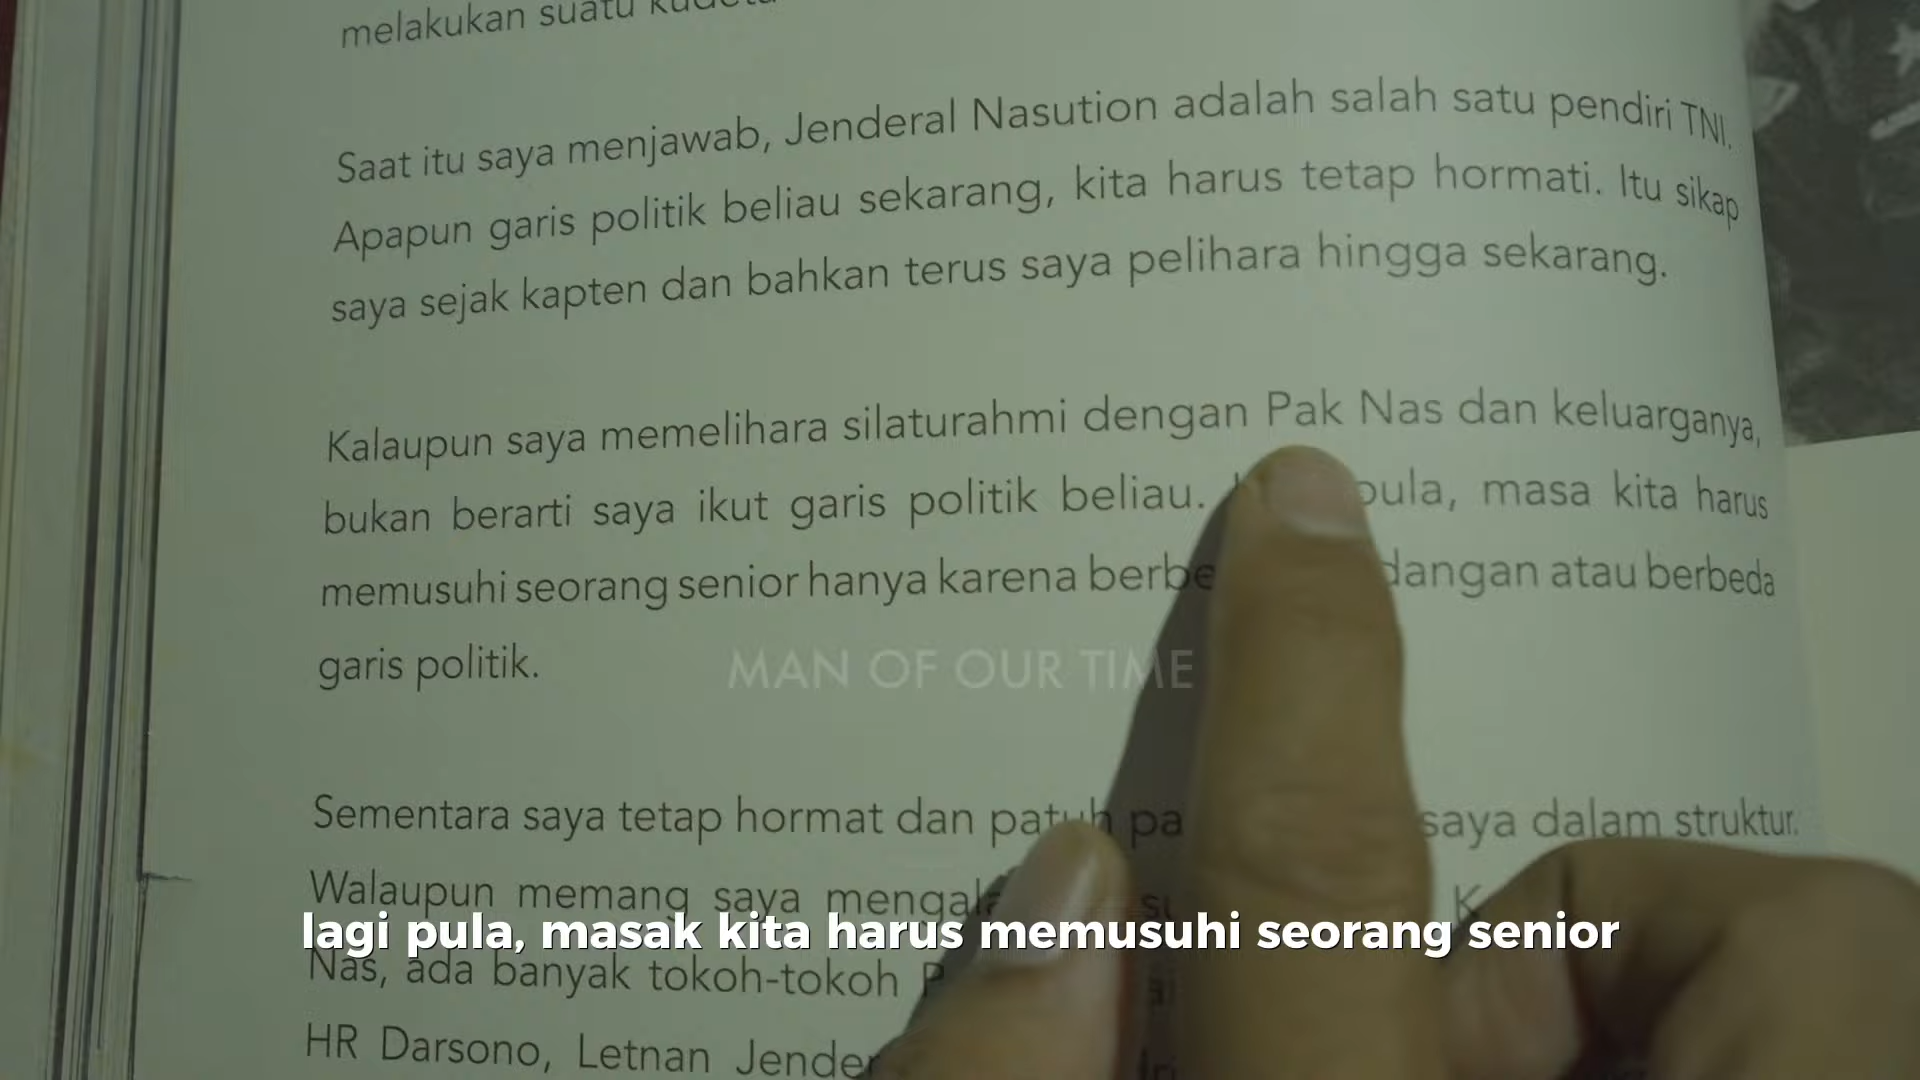 melakukan suatu
Saat itu saya menjawab, Jenderal Nasution adalah salah satu pendiri TNI.
Apapun garis politik beliau sekarang, kita harus tetap hormati. Itu sikap
saya sejak kapten dan bahkan terus saya pelihara hingga sekarang.
Kalaupun saya memelihara silaturahmi dengan Pak Nas dan keluarganya,
bukan berarti saya ikut garis politik beliau. pula, masa kita harus
memusuhi seorang senior hanya karena atau berbeda
garis politik.
MAN OF OUR TIME
Sementara saya tetap hormat dan patuh saya dalam struktur.
Walaupun memang saya
lagi pula, masak kita harus memusuhi seorang senior
Nas, ada banyak tokoh-tokoh
HR Darsono, Letnan